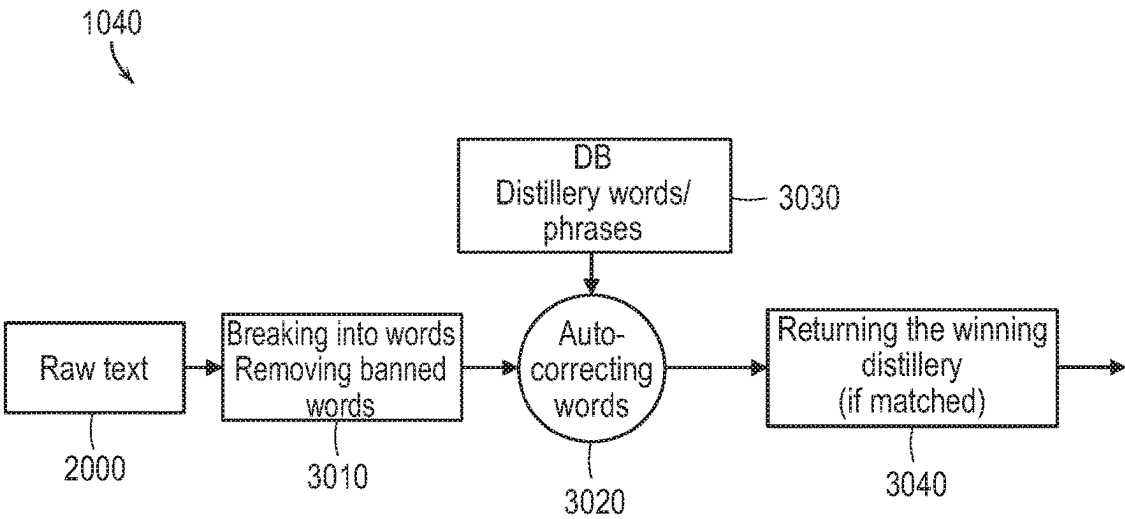 1040
DB
Distillery words/
phrases
3030
Raw text
2000
Breaking into words
Removing banned
words
3010
Auto-
correcting
words
3020
Returning the winning
distillery
(if matched)
3040